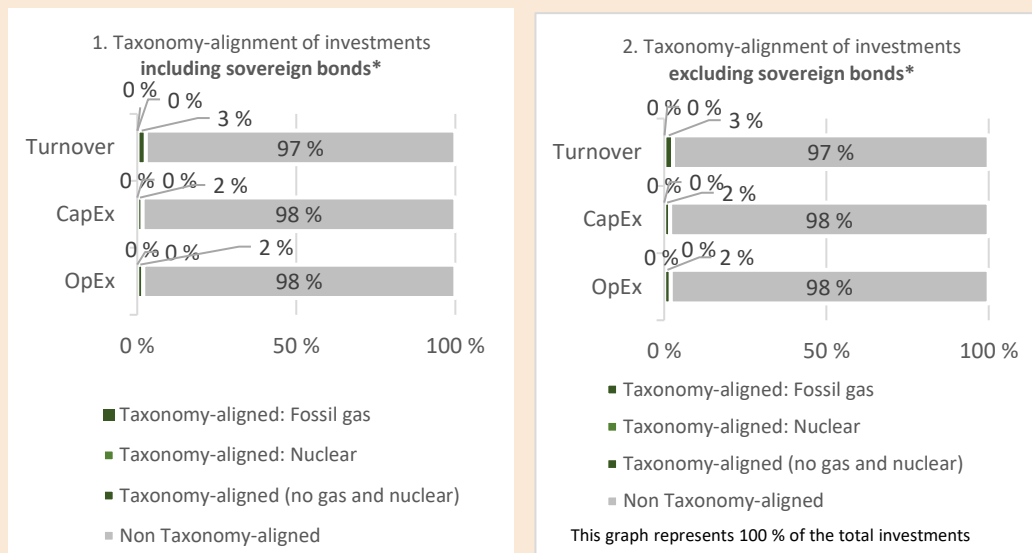 1. Taxonomy-alignment of investments
including sovereign bonds*
0 %
0 %
3 %
Turnover
97 %
0 %
0 %
2 %
CapEx
98 %
0 %
0 %
2 %
OpEx
98 %
0 %
50 %
100 %
Taxonomy-aligned: Fossil gas
Taxonomy-aligned: Nuclear
Taxonomy-aligned (no gas and nuclear)
Non Taxonomy-aligned
2. Taxonomy-alignment of investments
excluding sovereign bonds*
0 %
0 %
3 %
Turnover
97 %
0 %
0 %
2 %
CapEx
98 %
0 %
0 %
2 %
OpEx
98 %
0 %
50 %
100 %
Taxonomy-aligned: Fossil gas
Taxonomy-aligned: Nuclear
Taxonomy-aligned (no gas and nuclear)
Non Taxonomy-aligned
This graph represents 100 % of the total investments